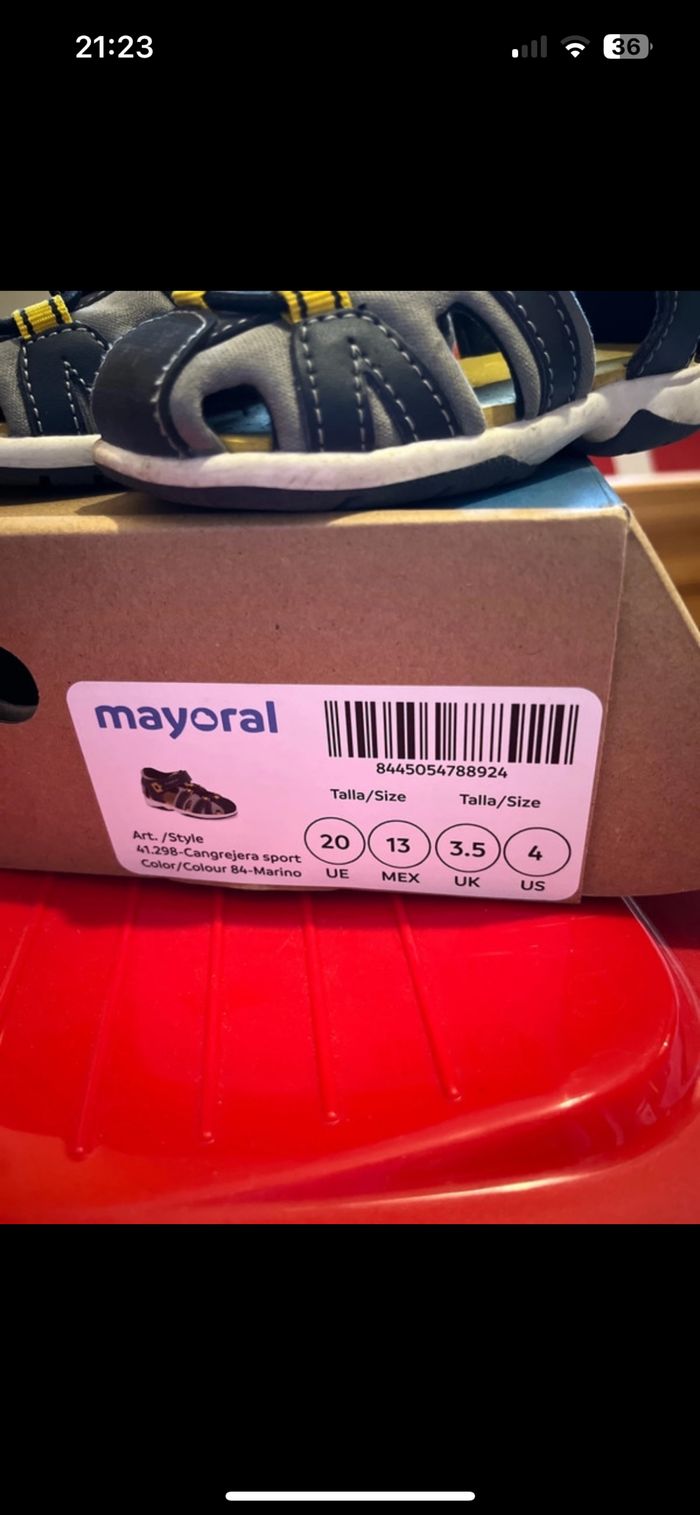 21:23
36
mayoral
8445054788924
Talla/Size Talla/Size
20 13 3.5 4
UE MEX UK US
Art. /Style
41.298-Cangrejera sport
Color/Colour 84-Marino